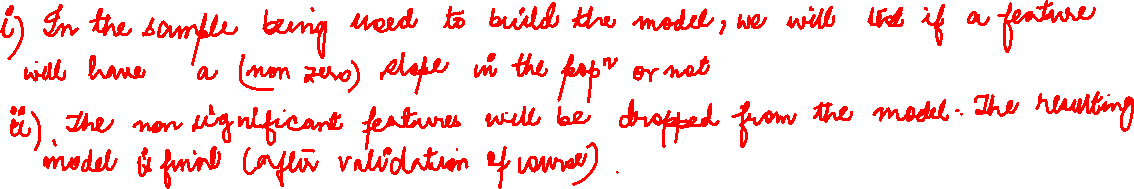 i) In the sample being used to build the model, we will test if a feature
will have a (non zero) slope in the popⁿ or not
ii) The non significant features will be dropped from the model. The resulting
model is final (after validation of course).